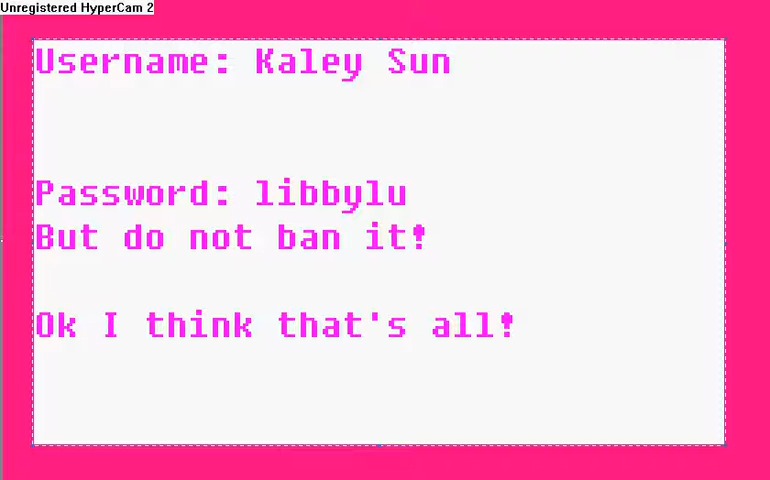 Unregistered HyperCam 2
Username: Kaley Sun
Password: libbylu
But do not ban it!
Ok I think that's all!